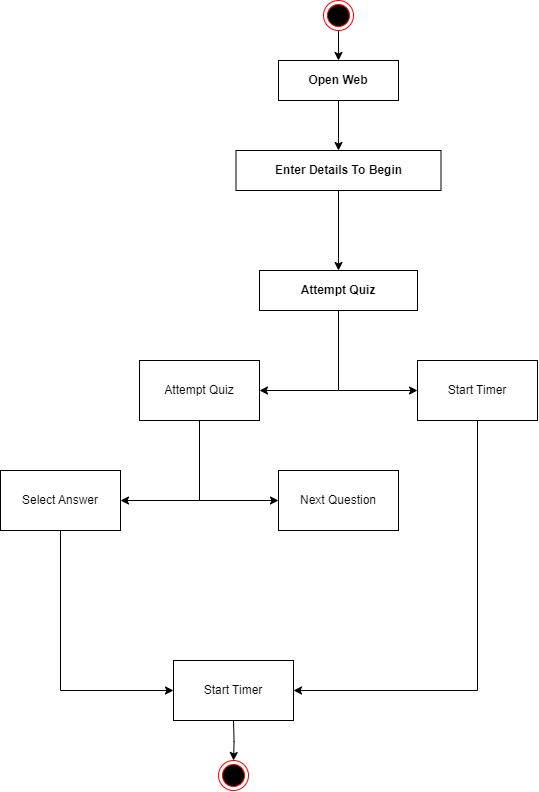 Open Web
Enter Details To Begin
Attempt Quiz
Attempt Quiz
Start Timer
Select Answer
Next Question
Start Timer